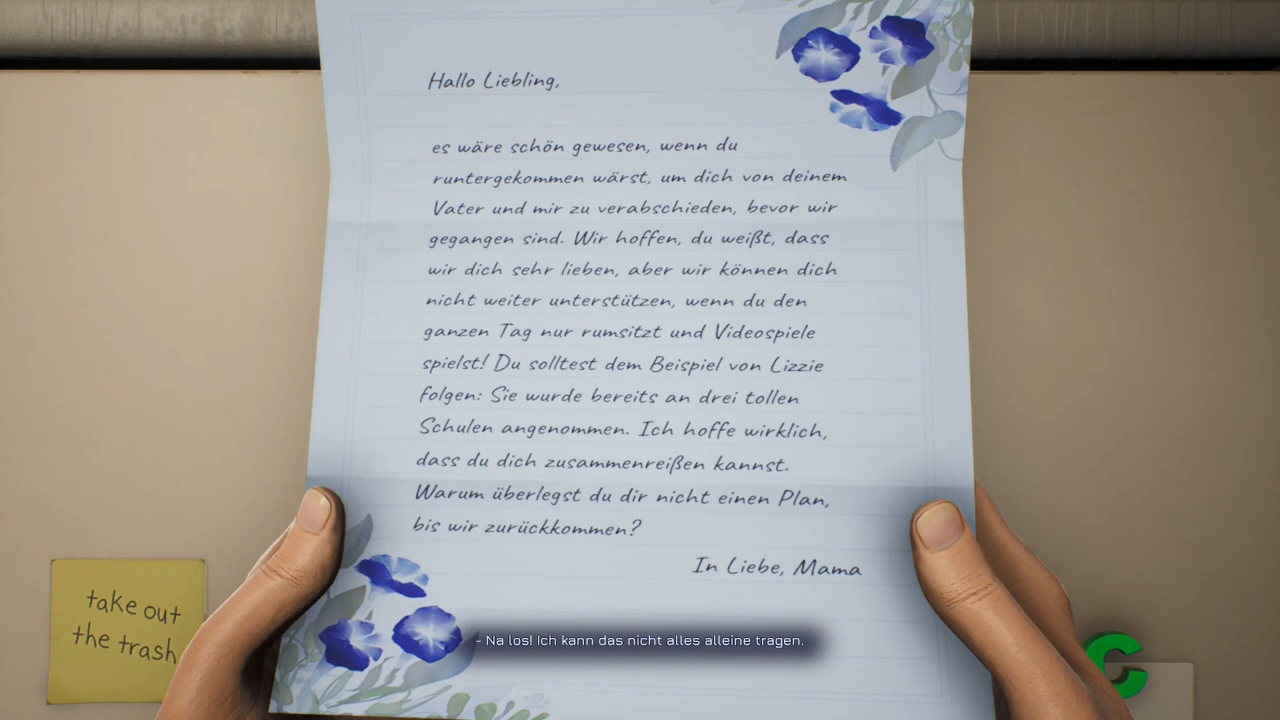 Hallo Liebling,
es wäre schön gewesen, wenn du
runtergekommen wärst, um dich von deinem
Vater und mir zu verabschieden, bevor wir
gegangen sind. Wir hoffen, du weißt, dass
wir dich sehr lieben, aber wir können dich
nicht weiter unterstützen, wenn du den
ganzen Tag nur rumsitzt und Videospiele
spielst! Du solltest dem Beispiel von Lizzie
folgen: Sie wurde bereits an drei tollen
Schulen angenommen. Ich hoffe wirklich,
dass du dich zusammenreißen kannst.
Warum überlegst du dir nicht einen Plan,
bis wir zurückkommen?
In Liebe, Mama
take out
the trash
- Na los! Ich kann das nicht alles alleine tragen.
C